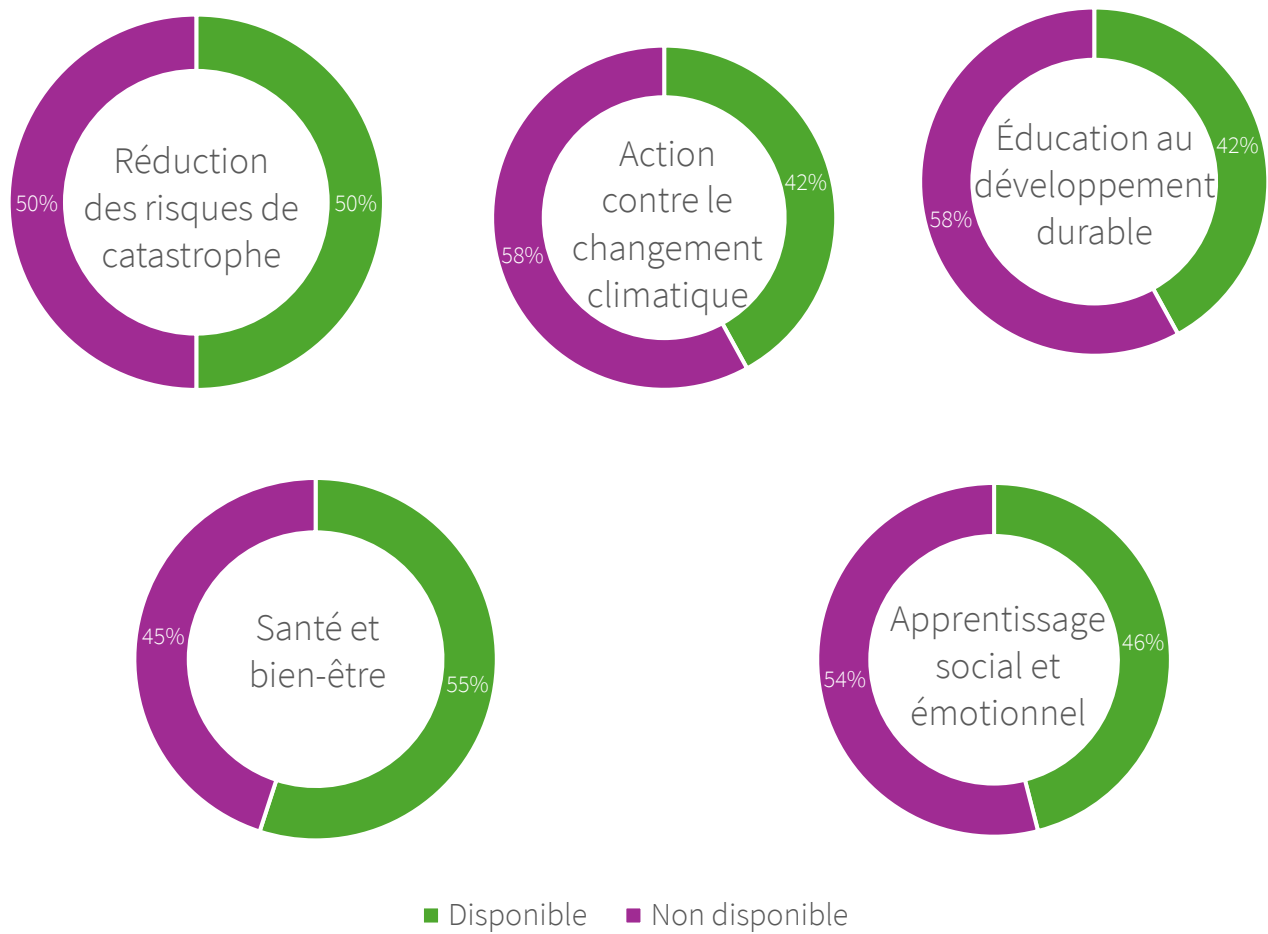 Réduction
des risques de
catastrophe
50%
50%
Action
contre le
changement
climatique
58%
42%
Éducation au
développement
durable
58%
42%
Santé et
bien-être
45%
55%
Apprentissage
social et
émotionnel
54%
46%
Disponible
Non disponible